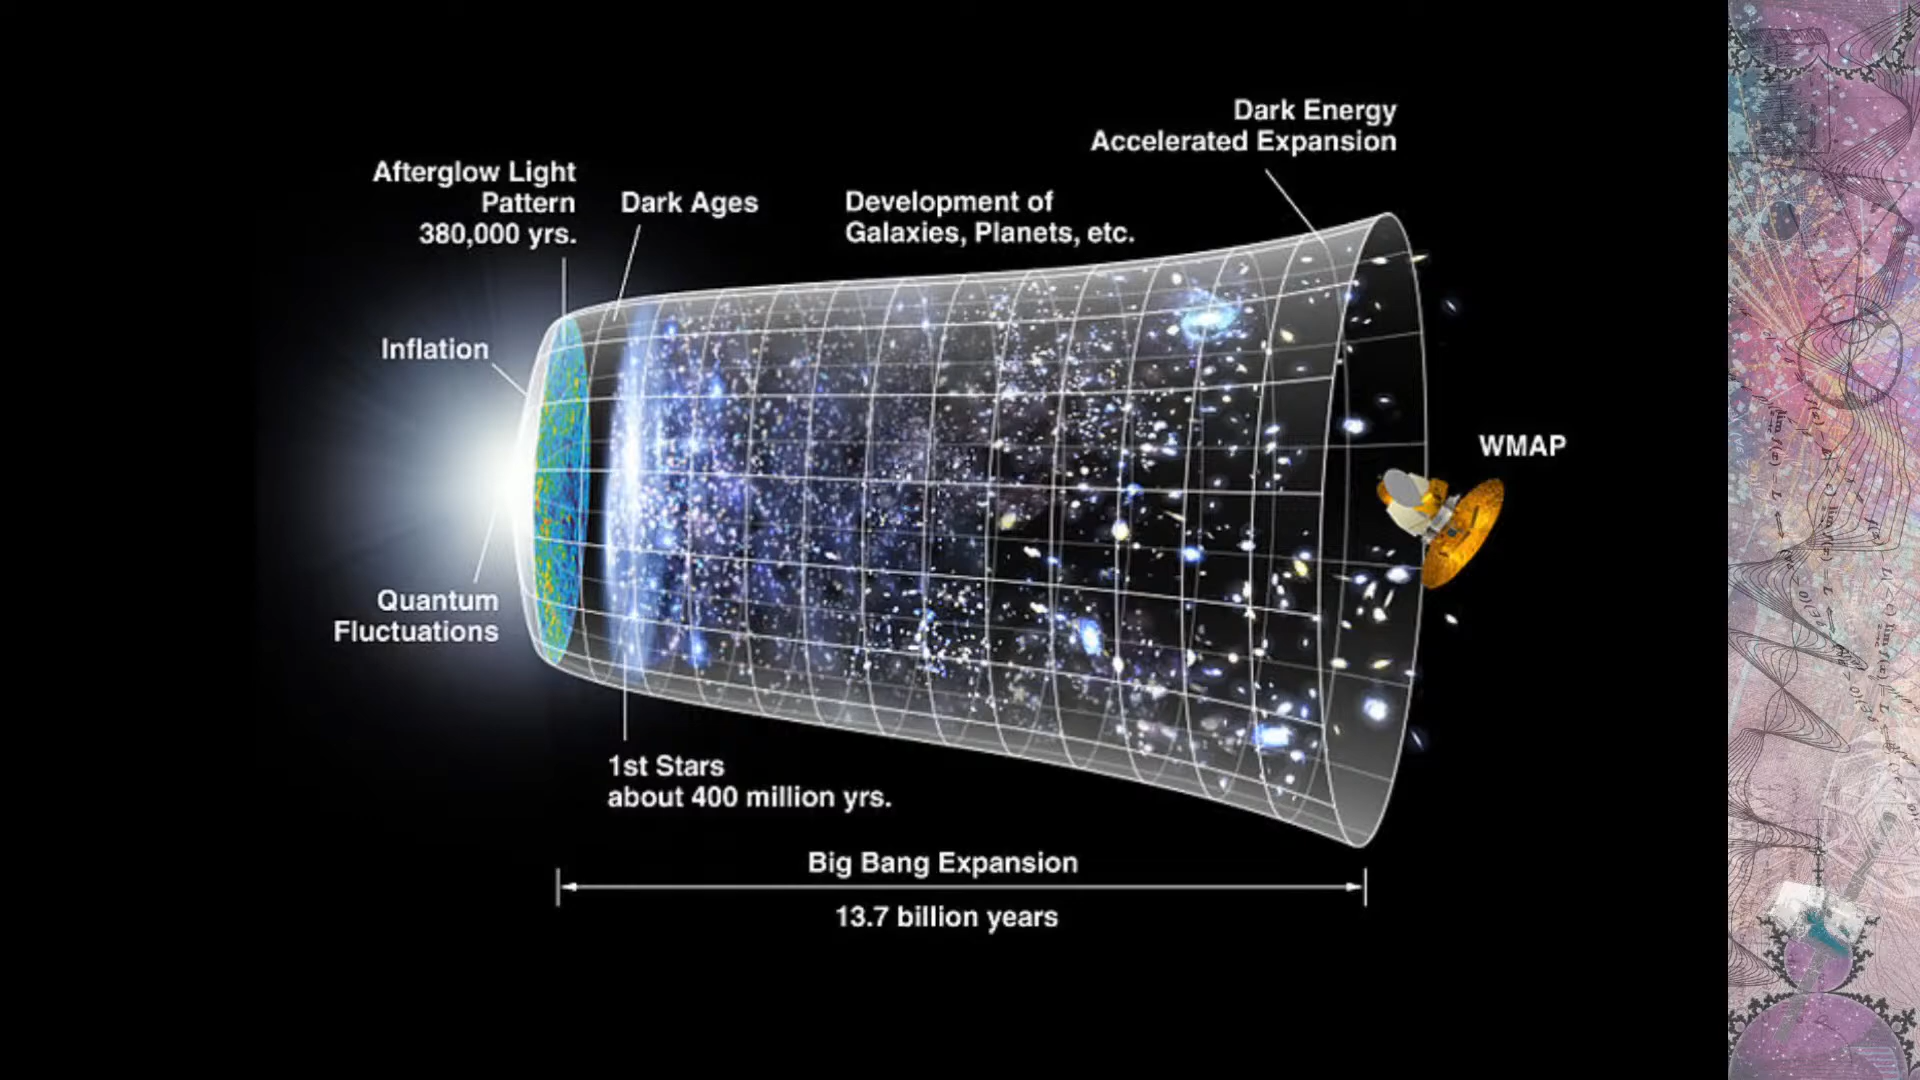 Dark Energy
Accelerated Expansion
Afterglow Light
Pattern
380,000 yrs.
Dark Ages
Development of
Galaxies, Planets, etc.
Inflation
WMAP
Quantum
Fluctuations
1st Stars
about 400 million yrs.
Big Bang Expansion
13.7 billion years